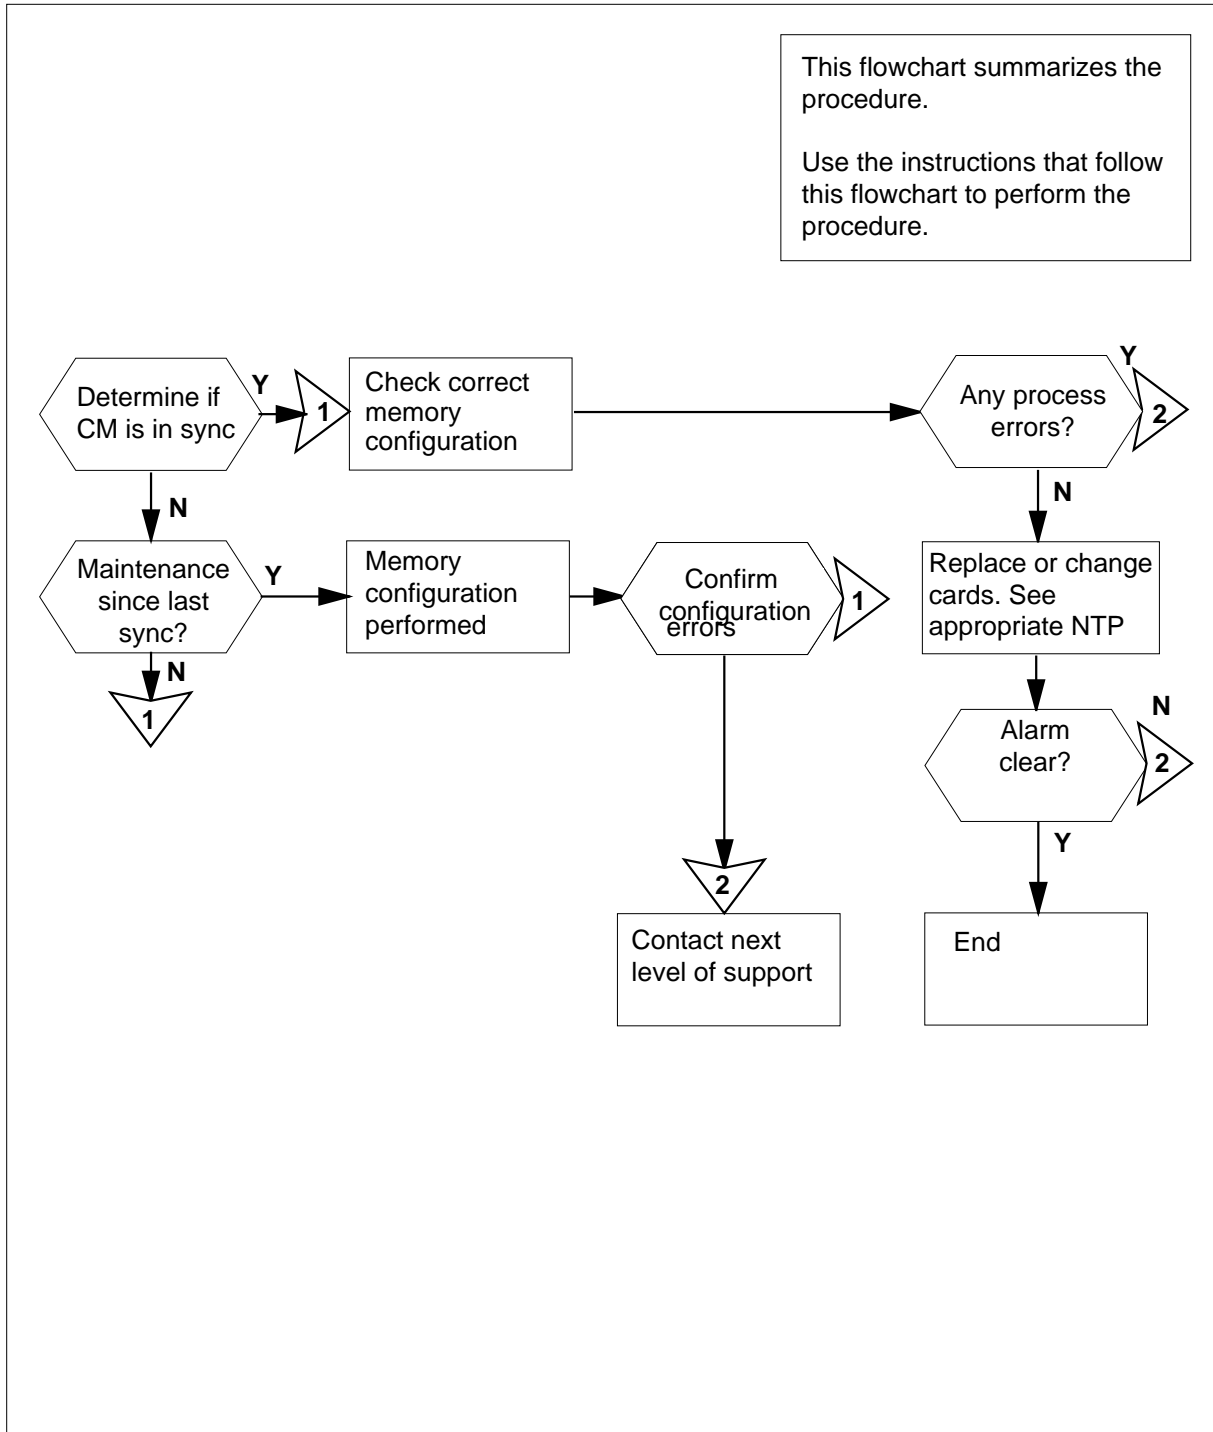 This flowchart summarizes the
procedure.
Use the instructions that follow
this flowchart to perform the
procedure.
Determine if
CM is in sync
Y
1
Check correct
memory
configuration
Any process
errors?
Y
2
N
N
Maintenance
since last
sync?
Y
Memory
configuration
performed
Confirm
configuration
errors
1
Replace or change
cards. See
appropriate NTP
N
1
Alarm
clear?
N
2
Y
2
Contact next
level of support
End